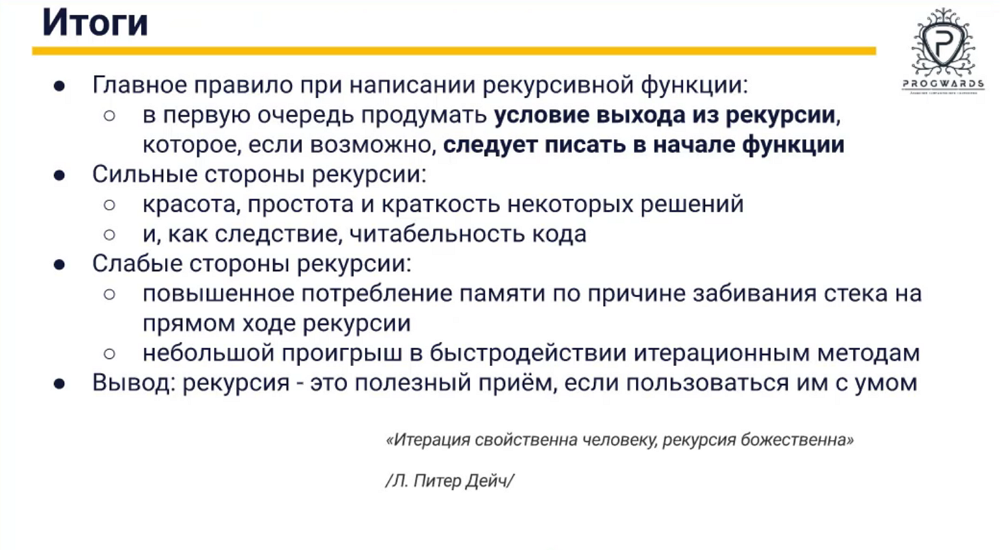 Итоги
PROGWARDS
● Главное правило при написании рекурсивной функции:
○ в первую очередь продумать условие выхода из рекурсии,
которое, если возможно, следует писать в начале функции
● Сильные стороны рекурсии:
○ красота, простота и краткость некоторых решений
○ и, как следствие, читабельность кода
● Слабые стороны рекурсии:
○ повышенное потребление памяти по причине забивания стека на
прямом ходе рекурсии
○ небольшой проигрыш в быстродействии итерационным методам
● Вывод: рекурсия - это полезный приём, если пользоваться им с умом
«Итерация свойственна человеку, рекурсия божественна»
/Л. Питер Дейч/